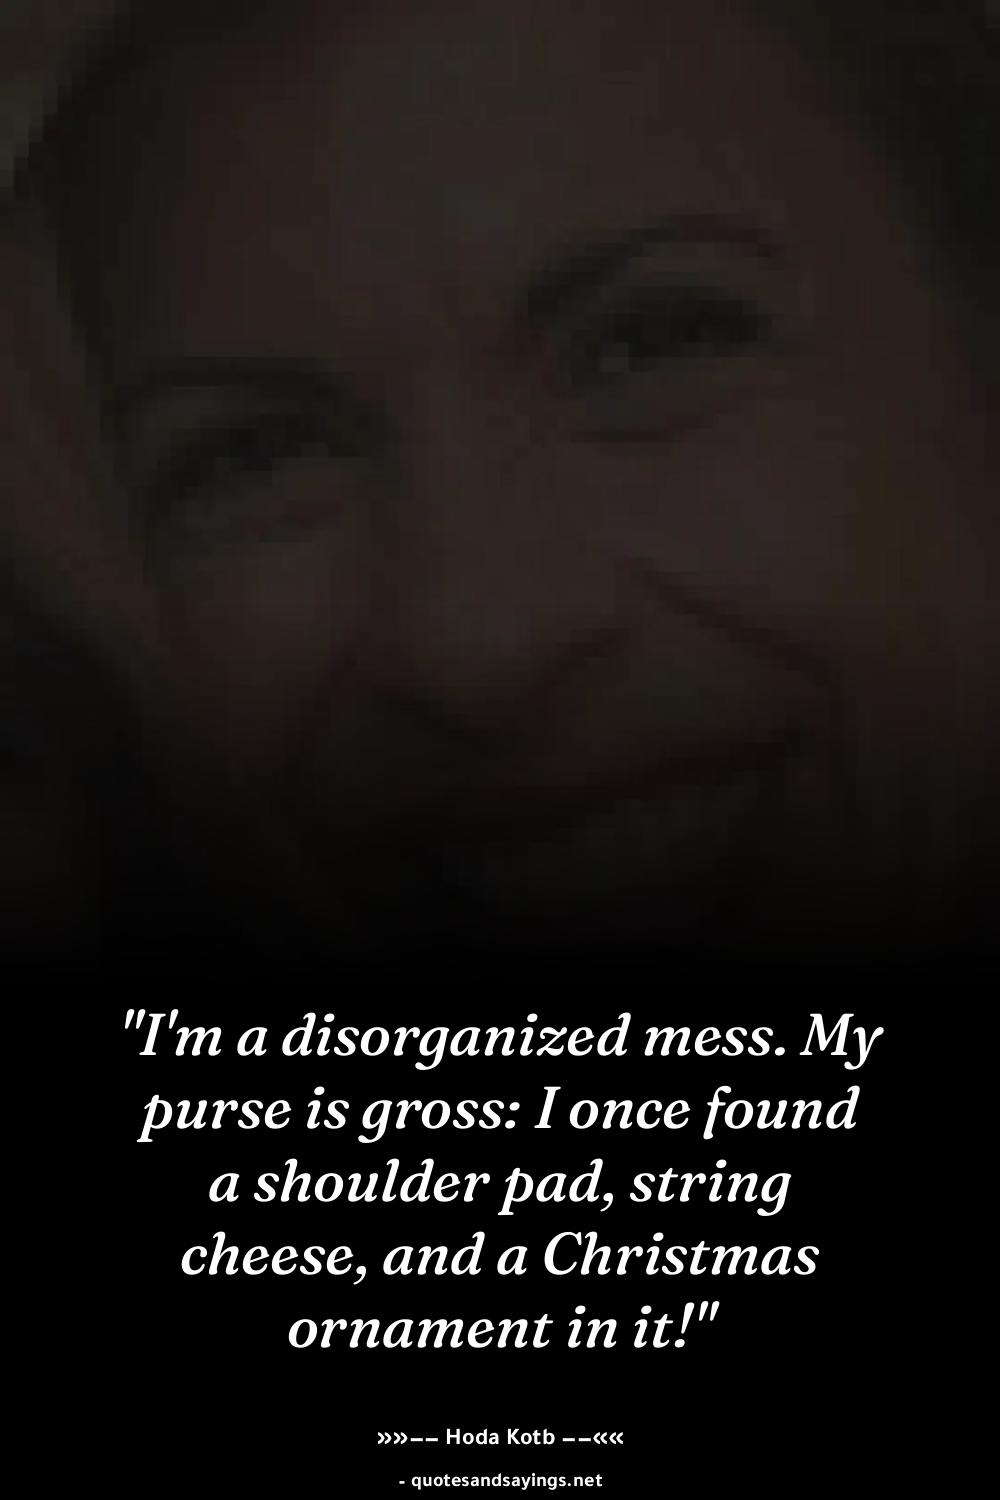 "I'm a disorganized mess. My
purse is gross: I once found
a shoulder pad, string
cheese, and a Christmas
ornament in it!"
»»−− Hoda Kotb −−««
- quotesandsayings.net